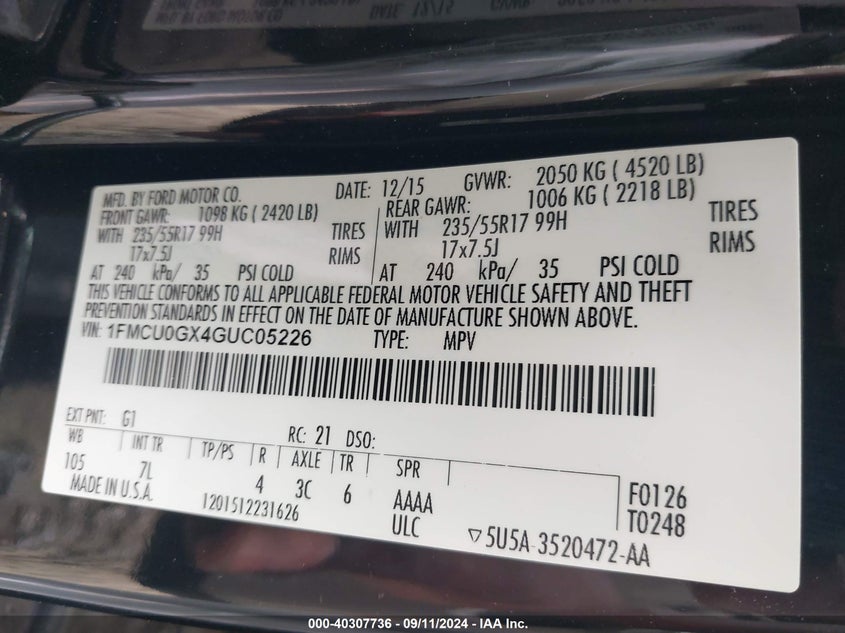 MFD. BY FORD MOTOR CO. DATE: 12/15 GVWR: 2050 KG ( 4520 LB)
FRONT GAWR: 1098 KG ( 2420 LB) REAR GAWR: 1006 KG ( 2218 LB)
WITH 235/55R17 99H TIRES WITH 235/55R17 99H TIRES
17x7.5J RIMS 17x7.5J RIMS
AT 240 kPa/ 35 PSI COLD AT 240 kPa/ 35 PSI COLD
THIS VEHICLE CONFORMS TO ALL APPLICABLE FEDERAL MOTOR VEHICLE SAFETY AND THEFT
PREVENTION STANDARDS IN EFFECT ON THE DATE OF MANUFACTURE SHOWN ABOVE.
VIN: 1FMCU0GX4GUC05226 TYPE: MPV
EXT PNT: G1 RC: 21 DSO:
WB INT TR TP/PS R AXLE TR SPR
105 7L 4 3C 6 AAAA F0126
MADE IN U.S.A. 1201512231626 ULC T0248
▽5U5A-3520472-AA
000-40307736 - 09/11/2024 - IAA Inc.